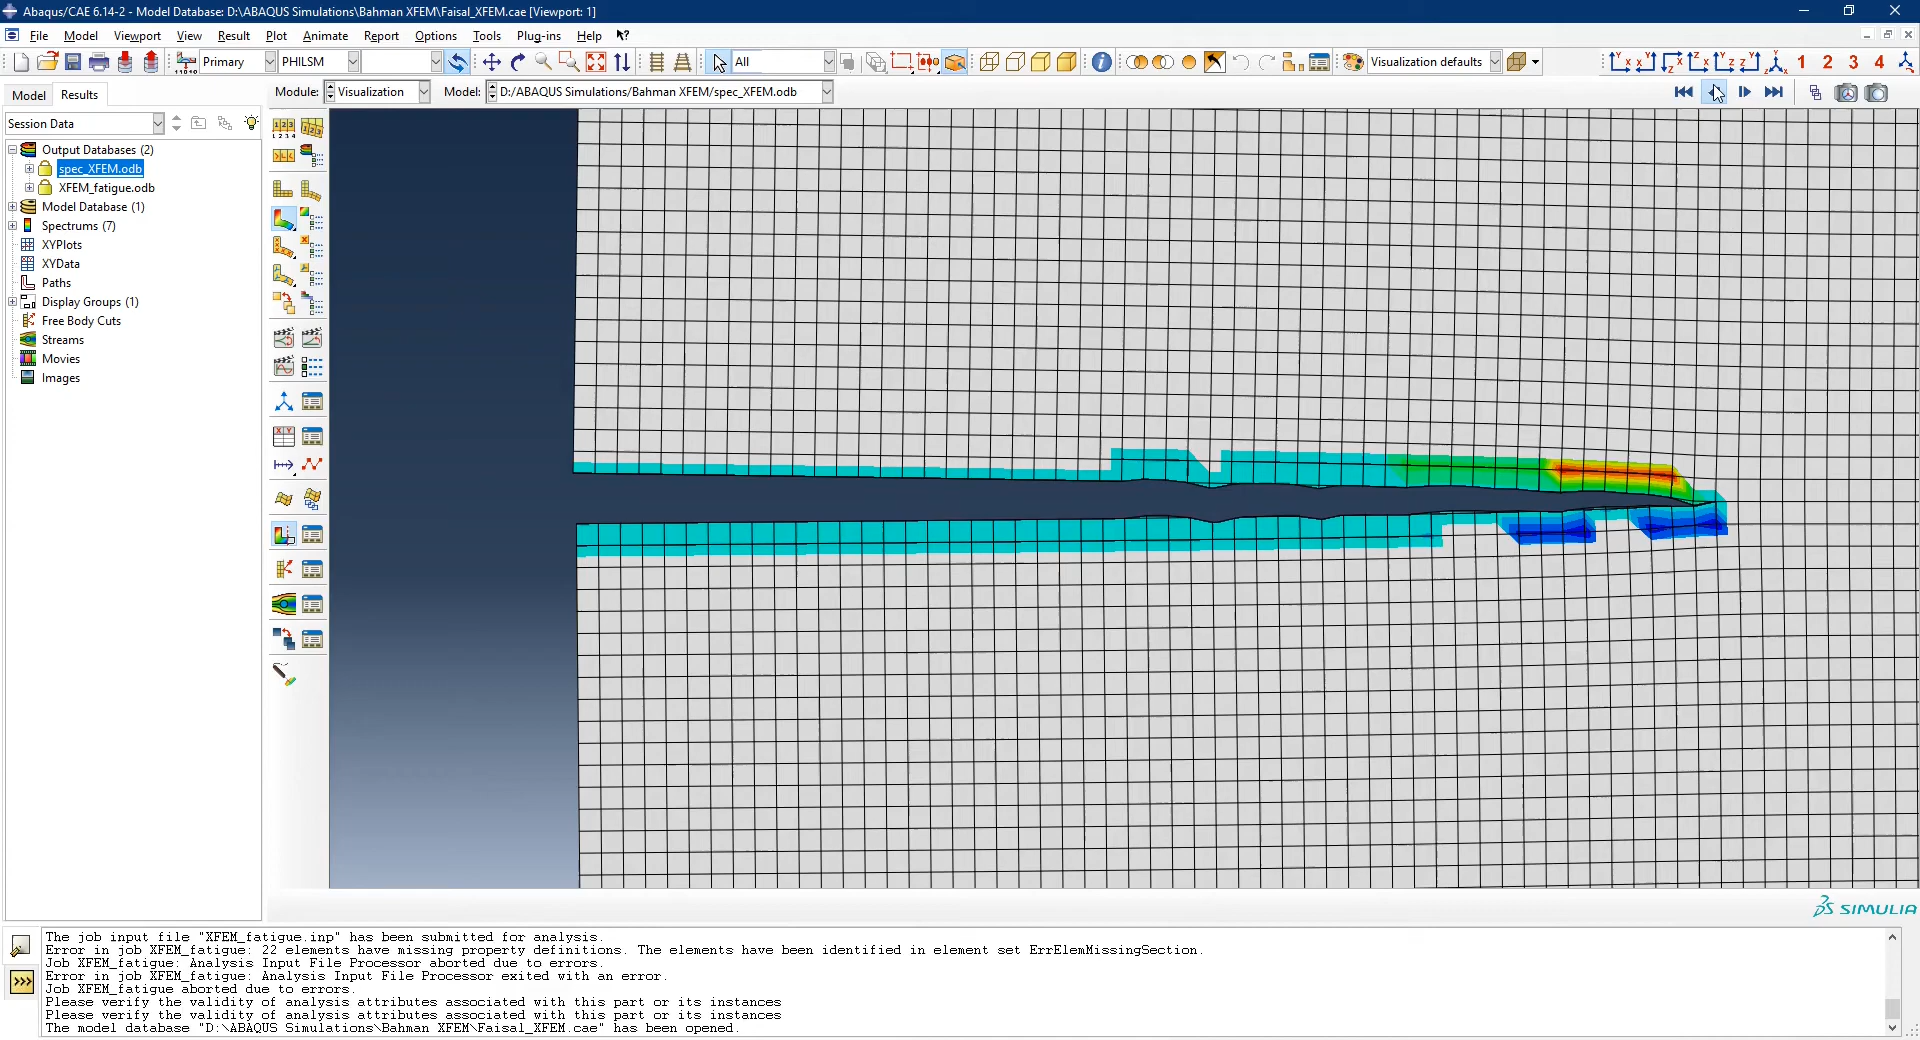 Abaqus/CAE 6.14-2 - Model Database: D:\ABAQUS Simulations\Bahman XFEM\Faisal_XFEM.cae [Viewport: 1]
File Model Viewport View Result Plot Animate Report Options Tools Plug-ins Help
Primary PHILSM All Visualization defaults 1 2 3 4
Model Results Module: Visualization Model: D:/ABAQUS Simulations/Bahman XFEM/spec_XFEM.odb
Session Data
Output Databases (2)
spec_XFEM.odb
XFEM_fatigue.odb
Model Database (1)
Spectrums (7)
XYPlots
XYData
Paths
Display Groups (1)
Free Body Cuts
Streams
Movies
Images
SIMULIA
The job input file "XFEM_fatigue.inp" has been submitted for analysis.
Error in job XFEM_fatigue: 22 elements have missing property definitions. The elements have been identified in element set ErrElemMissingSection.
Job XFEM_fatigue: Analysis Input File Processor aborted due to errors.
Error in job XFEM_fatigue: Analysis Input File Processor exited with an error.
Job XFEM_fatigue aborted due to errors.
Please verify the validity of analysis attributes associated with this part or its instances
Please verify the validity of analysis attributes associated with this part or its instances
The model database "D:\ABAQUS Simulations\Bahman XFEM\Faisal_XFEM.cae" has been opened.